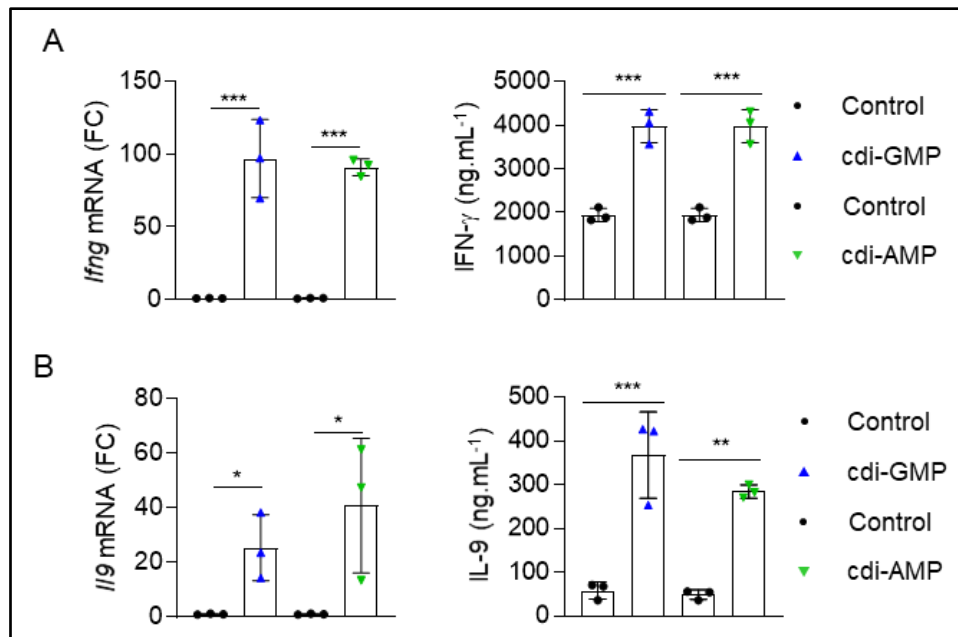 A
Ifng mRNA (FC)
150
100
50
0
***
***
IFN-γ (ng.mL⁻¹)
5000
4000
3000
2000
1000
0
***
***
Control
cdi-GMP
Control
cdi-AMP
B
Il9 mRNA (FC)
80
60
40
20
0
*
*
IL-9 (ng.mL⁻¹)
500
400
300
200
100
0
***
**
Control
cdi-GMP
Control
cdi-AMP